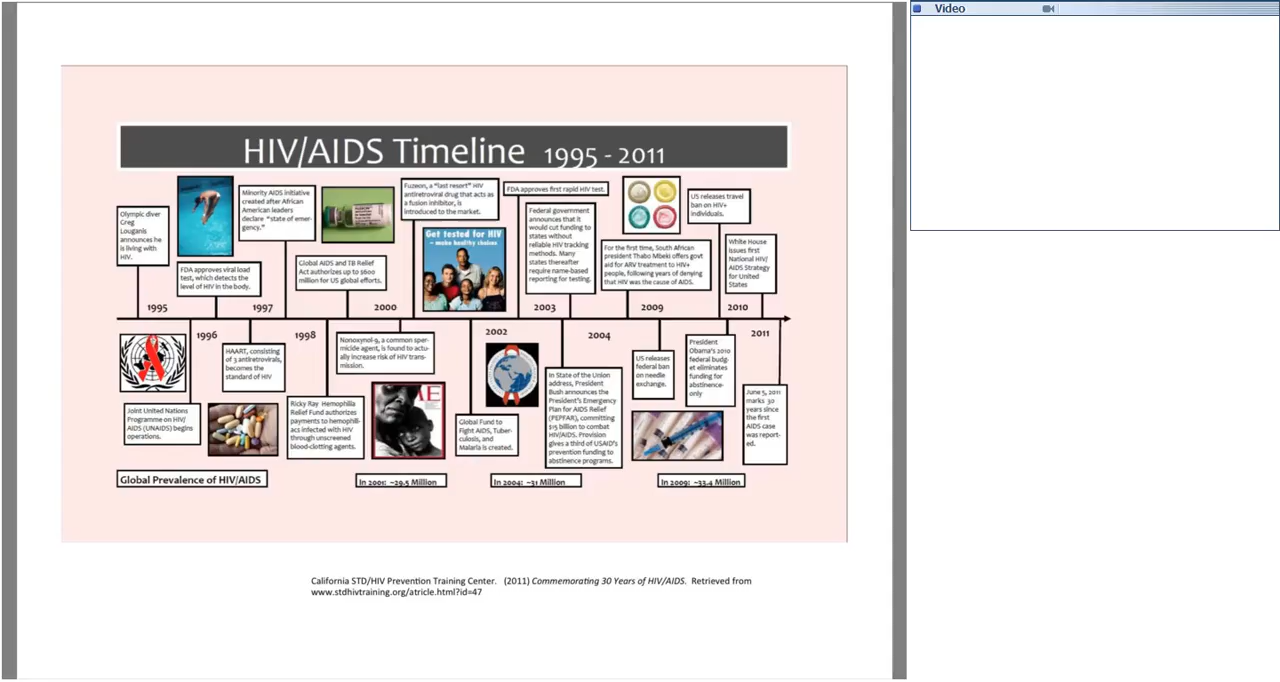 Video
HIV/AIDS Timeline 1995 - 2011
Olympic diver
Greg
Louganis
announces he
is living with
HIV.
FDA approves viral load
test, which detects the
level of HIV in the body.
Minority AIDS initiative
created after African
American leaders
declare "state of emer-
gency."
Global AIDS and TB Relief
Act authorizes up to $600
million for US global efforts.
Fuzeon, a "last resort" HIV
antiretroviral drug that acts as
a fusion inhibitor, is
introduced to the market.
Get tested for HIV
- make healthy choices
FDA approves first rapid HIV test.
Federal government
announces that it
would cut funding to
states without
reliable HIV tracking
methods. Many
states thereafter
require name-based
reporting for testing.
For the first time, South African
president Thabo Mbeki offers govt
aid for ARV treatment to HIV+
people, following years of denying
that HIV was the cause of AIDS.
US releases travel
ban on HIV+
individuals.
White House
issues first
National HIV/
AIDS Strategy
for United
States
1995
1997
2000
2003
2009
2010
1996
1998
2002
2004
2011
Joint United Nations
Programme on HIV/
AIDS (UNAIDS) begins
operations.
HAART, consisting
of 3 antiretrovirals,
becomes the
standard of HIV
Ricky Ray Hemophilia
Relief Fund authorizes
payments to hemophili-
acs infected with HIV
through unscreened
blood-clotting agents.
Nonoxynol-9, a common sper-
micide agent, is found to actu-
ally increase risk of HIV trans-
mission.
Global Fund to
Fight AIDS, Tuber-
culosis, and
Malaria is created.
In State of the Union
address, President
Bush announces the
President's Emergency
Plan for AIDS Relief
(PEPFAR), committing
$15 billion to combat
HIV/AIDS. Provision
gives a third of USAID's
prevention funding to
abstinence programs.
US releases
federal ban
on needle
exchange.
President
Obama's 2010
federal budg-
et eliminates
funding for
abstinence-
only
June 5, 2011
marks 30
years since
the first
AIDS case
was report-
ed.
Global Prevalence of HIV/AIDS
In 2001: ~29.5 Million
In 2004: ~31 Million
In 2009: ~33.4 Million
California STD/HIV Prevention Training Center. (2011) Commemorating 30 Years of HIV/AIDS. Retrieved from
www.stdhivtraining.org/atricle.html?id=47